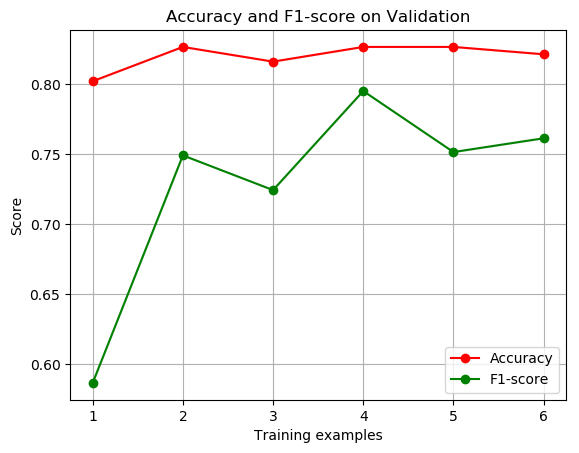 Accuracy and F1-score on Validation
0.80
0.75
0.70
0.65
0.60
Score
1 2 3 4 5 6
Training examples
Accuracy
F1-score